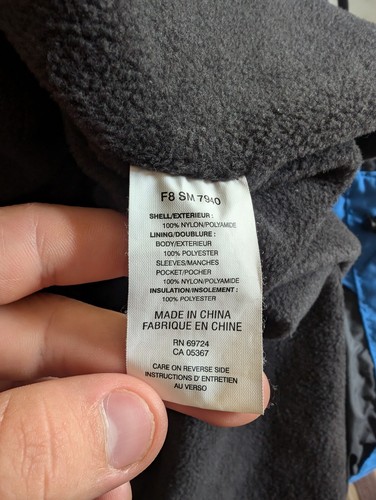 F8 SM 7940
SHELL/EXTERIEUR :
100% NYLON/POLYAMIDE
LINING/DOUBLURE :
BODY/EXTERIEUR
100% POLYESTER
SLEEVES/MANCHES
POCKET/POCHER
100% NYLON/POLYAMIDE
INSULATION/INSOLEMENT :
100% POLYESTER
MADE IN CHINA
FABRIQUE EN CHINE
RN 69724
CA 05367
CARE ON REVERSE SIDE
INSTRUCTIONS D' ENTRETIEN
AU VERSO